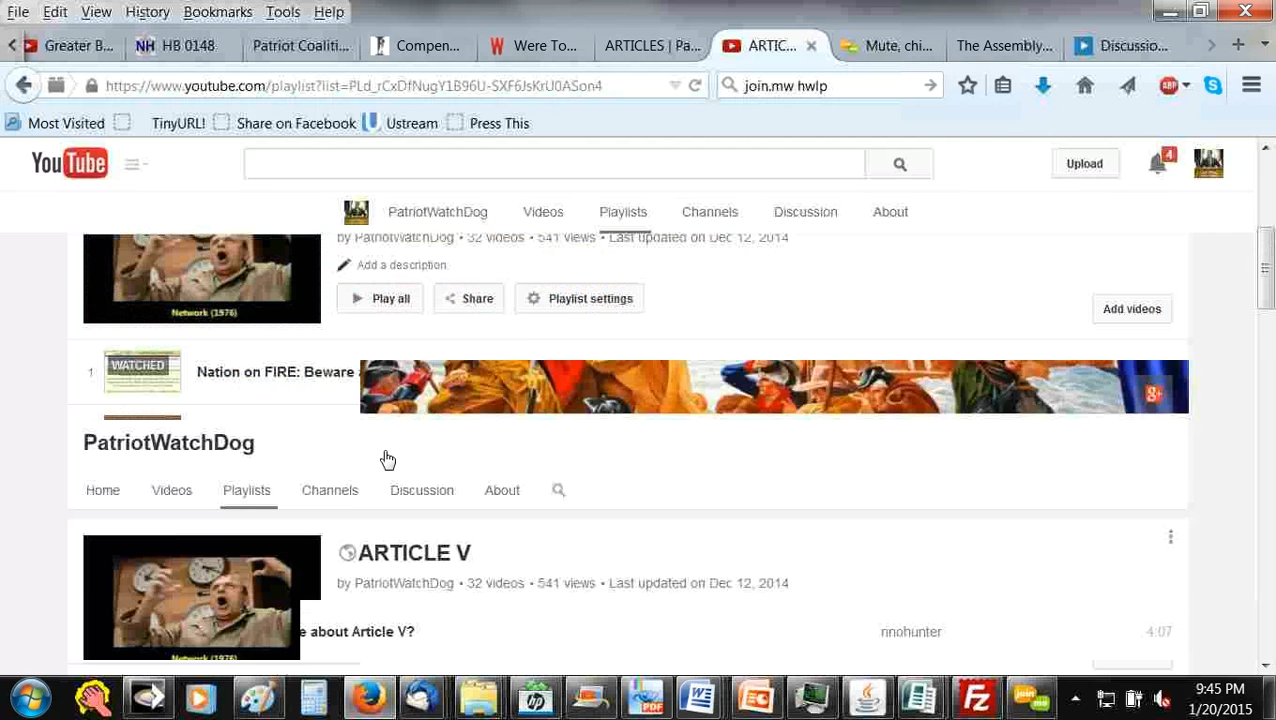 File Edit View History Bookmarks Tools Help
Greater B... HB 0148 Patriot Coaliti... Compen... Were To... ARTICLES | Pa... ARTIC... Mute, chi... The Assembly... Discussio...
https://www.youtube.com/playlist?list=PLd_rCxDfNugY1B96U-SXF6JsKrU0ASon4 join.mw hwlp
Most Visited TinyURL! Share on Facebook Ustream Press This
YouTube Upload 4
PatriotWatchDog Videos Playlists Channels Discussion About
by PatriotWatchDog • 32 videos • 541 views • Last updated on Dec 12, 2014
Add a description
Play all Share Playlist settings
Add videos
Network (1976)
1 WATCHED Nation on FIRE: Beware
PatriotWatchDog
Home Videos Playlists Channels Discussion About
ARTICLE V
by PatriotWatchDog • 32 videos • 541 views • Last updated on Dec 12, 2014
e about Article V? nnohunter 4:07
Network (1976)
9:45 PM
1/20/2015